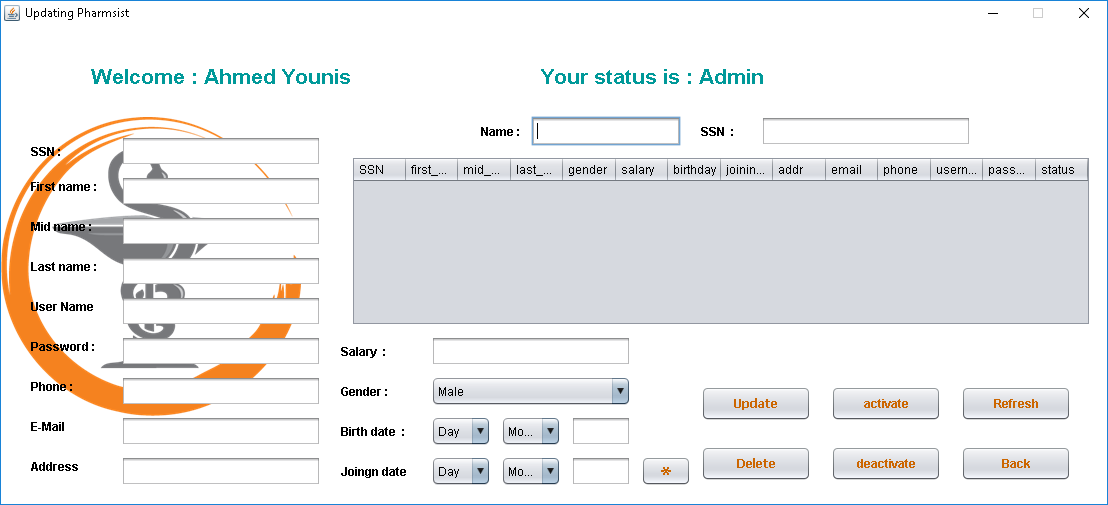 Updating Pharmsist
Welcome : Ahmed Younis
Your status is : Admin
Name :
SSN :
SSN :
First name :
Mid name :
Last name :
User Name
Password :
Phone :
E-Mail
Address
SSN first_... mid_... last_... gender salary birthday joinin... addr email phone usern... pass... status
Salary :
Gender : Male
Birth date : Day Mo...
Joingn date Day Mo... *
Update activate Refresh
Delete deactivate Back